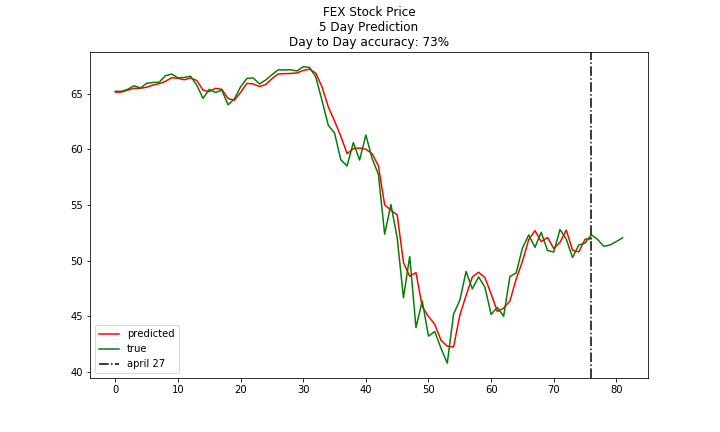 FEX Stock Price
5 Day Prediction
Day to Day accuracy: 73%
65
60
55
50
45
40
predicted
true
april 27
0 10 20 30 40 50 60 70 80